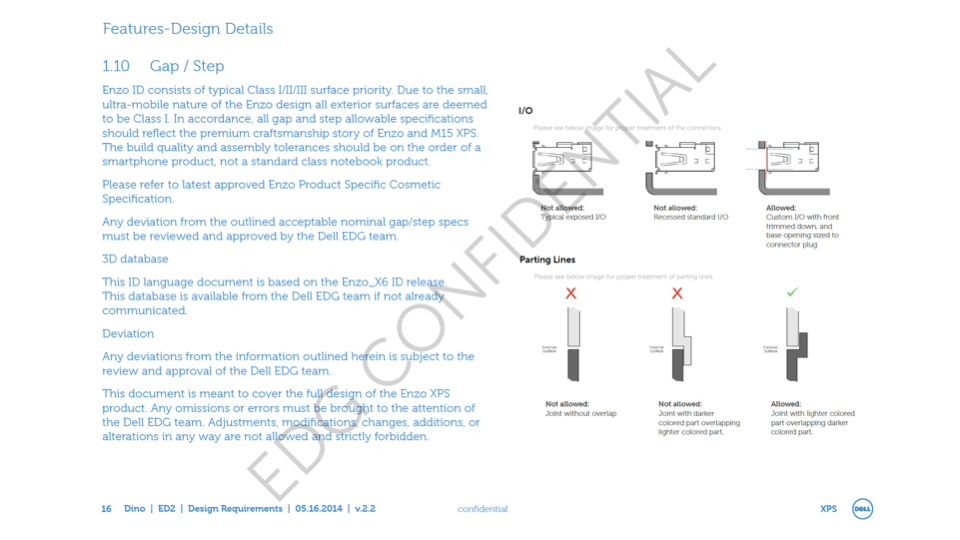 Features-Design Details
1.10 Gap / Step
Enzo ID consists of typical Class I/II/III surface priority. Due to the small,
ultra-mobile nature of the Enzo design all exterior surfaces are deemed
to be Class I. In accordance, all gap and step allowable specifications
should reflect the premium craftsmanship story of Enzo and M15 XPS.
The build quality and assembly tolerances should be on the order of a
smartphone product, not a standard class notebook product.
Please refer to latest approved Enzo Product Specific Cosmetic
Specification.
Any deviation from the outlined acceptable nominal gap/step specs
must be reviewed and approved by the Dell EDG team.
3D database
This ID language document is based on the Enzo_X6 ID release.
This database is available from the Dell EDG team if not already
communicated.
Deviation
Any deviations from the information outlined herein is subject to the
review and approval of the Dell EDG team.
This document is meant to cover the full design of the Enzo XPS
product. Any omissions or errors must be brought to the attention of
the Dell EDG team. Adjustments, modifications, changes, additions, or
alterations in any way are not allowed and strictly forbidden.
I/O
Please see below image for proper treatment of the connectors.
Not allowed:
Typical exposed I/O
Not allowed:
Recessed standard I/O
Allowed:
Custom I/O with front
trimmed down, and
base opening sized to
connector plug
Parting Lines
Please see below image for proper treatment of parting lines.
External
Surface
External
Surface
External
Surface
Not allowed:
Joint without overlap
Not allowed:
Joint with darker
colored part overlapping
lighter colored part.
Allowed:
Joint with lighter colored
part overlapping darker
colored part.
EDG CONFIDENTIAL
16 Dino | ED2 | Design Requirements | 05.16.2014 | v.2.2
confidential
XPS
DELL